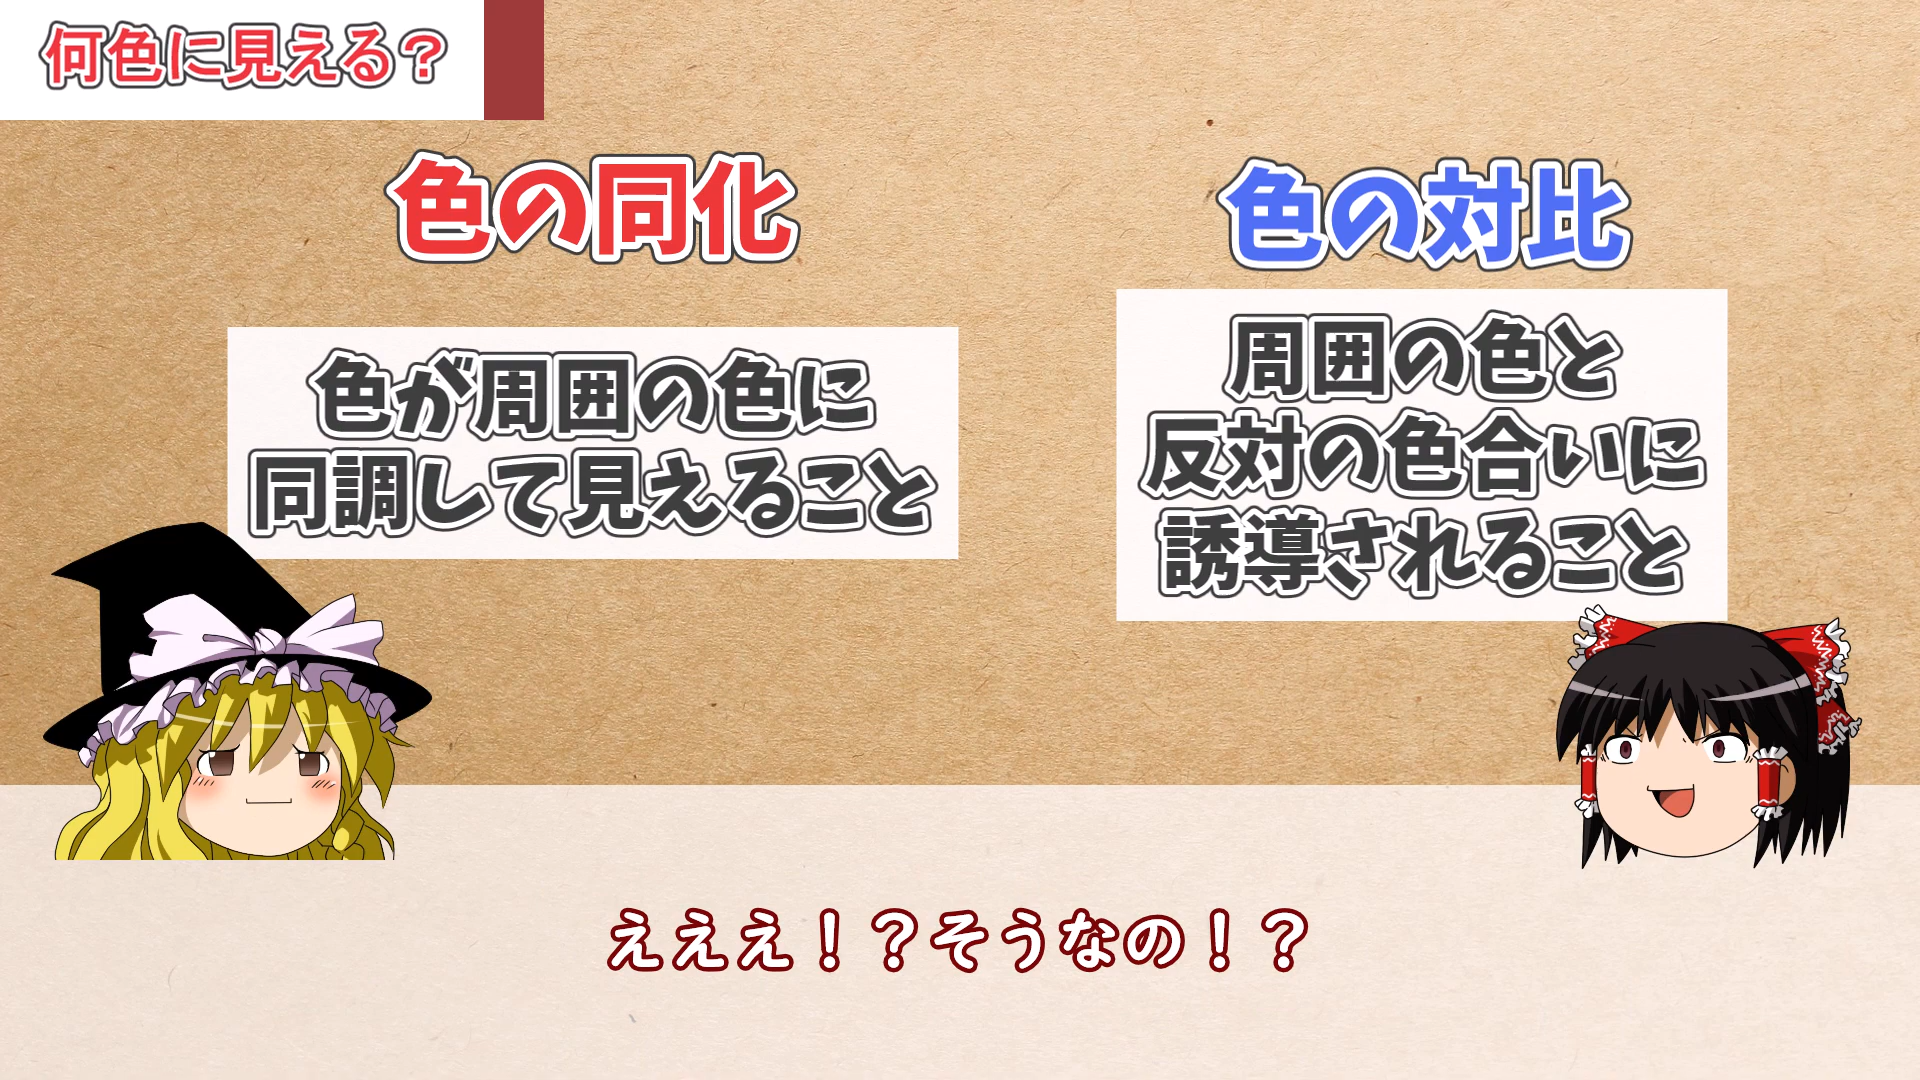 何色に見える？
色の同化
色が周囲の色に
同調して見えること
色の対比
周囲の色と
反対の色合いに
誘導されること
えええ！？そうなの！？